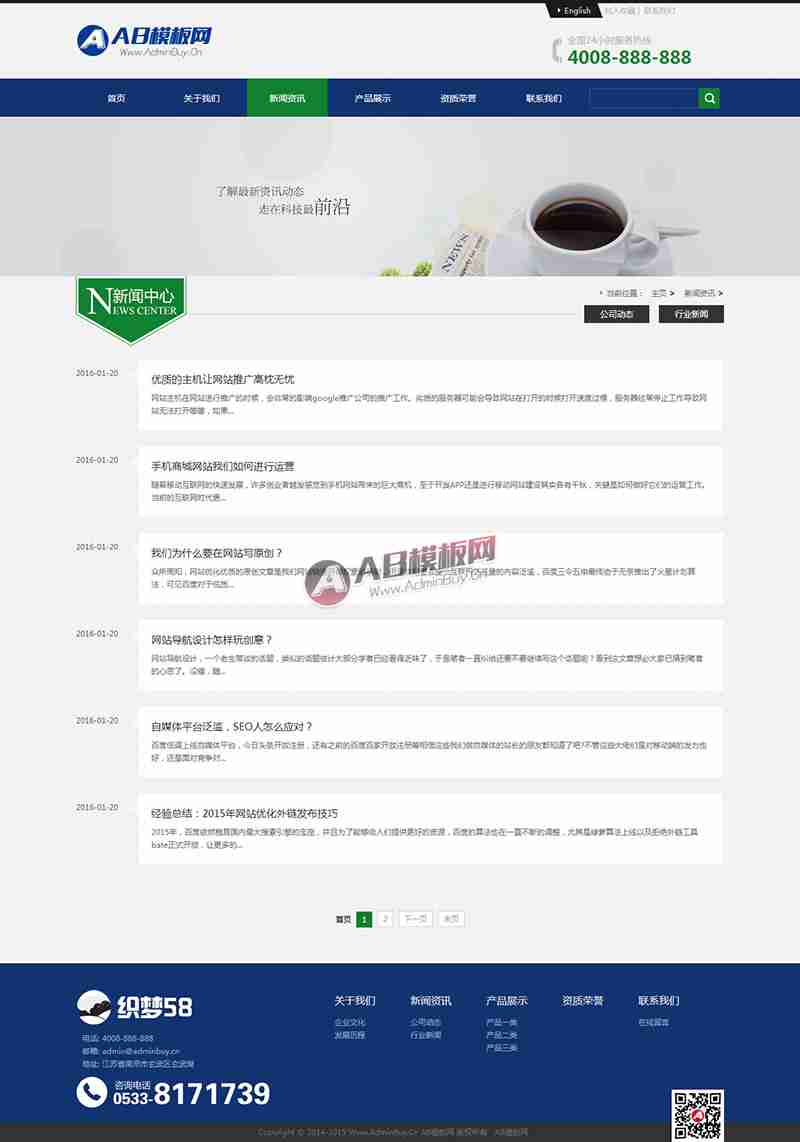 English 加入收藏 | 联系我们
AB模板网
Www.AdminBuy.Cn
全国24小时服务热线
4008-888-888
首页 关于我们 新闻资讯 产品展示 资质荣誉 联系我们
了解最新资讯动态
走在科技最前沿
NEWS
新闻中心
NEWS CENTER
当前位置： 主页 > 新闻资讯 >
公司动态 行业新闻
2016-01-20
优质的主机让网站推广高枕无忧
网站主机在网站进行推广的时候，会非常的影响google推广公司的推广工作。劣质的服务器可能会导致网站在打开的时候打开速度过慢，服务器经常停止工作导致网
站无法打开等等，如果...
2016-01-20
手机商城网站我们如何进行运营
随着移动互联网的快速发展，许多创业者越发感觉到手机网站带来的巨大商机，至于开发APP还是进行移动网站建设其实各有千秋，关键是如何做好它们的运营工作。
当前的互联网时代是...
2016-01-20
我们为什么要在网站写原创？
众所周知，网站优化优质的原创文章是我们网站
的内容泛滥，百度三令五申最终迫于无奈推出了火星计划算
法，可见百度对于低质...
AB模板网
Www.AdminBuy.Cn
2016-01-20
网站导航设计怎样玩创意？
网站导航设计，一个老生常谈的话题，类似的话题估计大部分学者已经看得乏味了，于是笔者一直纠结还要不要继续写这个话题呢？看到这文章想必大家已猜到笔者
的心思了。没错，随...
2016-01-20
自媒体平台泛滥，SEO人怎么应对？
百度低调上线自媒体平台，今日头条开放注册，还有之前的百度百家开放注册等相信这些我们做自媒体的站长的朋友都知道了吧?不管这些大佬们是对移动端的发力也
好，还是面对竞争对...
2016-01-20
经验总结：2015年网站优化外链发布技巧
2015年，百度依然稳居国内最大搜索引擎的宝座，并且为了能够给人们提供更好的资源，百度的算法也在一直不断的调整，尤其是绿萝算法上线以及拒绝外链工具
bate正式开放，让更多的...
首页 1 2 下一页 末页
织梦58
电话: 4008-888-888
邮箱: admin@adminbuy.cn
地址: 江苏省南京市玄武区玄武湖
咨询电话
0533-8171739
关于我们
企业文化
发展历程
新闻资讯
公司动态
行业新闻
产品展示
产品一类
产品二类
产品三类
资质荣誉
联系我们
在线留言
Copyright © 2014-2015 Www.AdminBuy.Cn AB模板网 版权所有 AB模板网